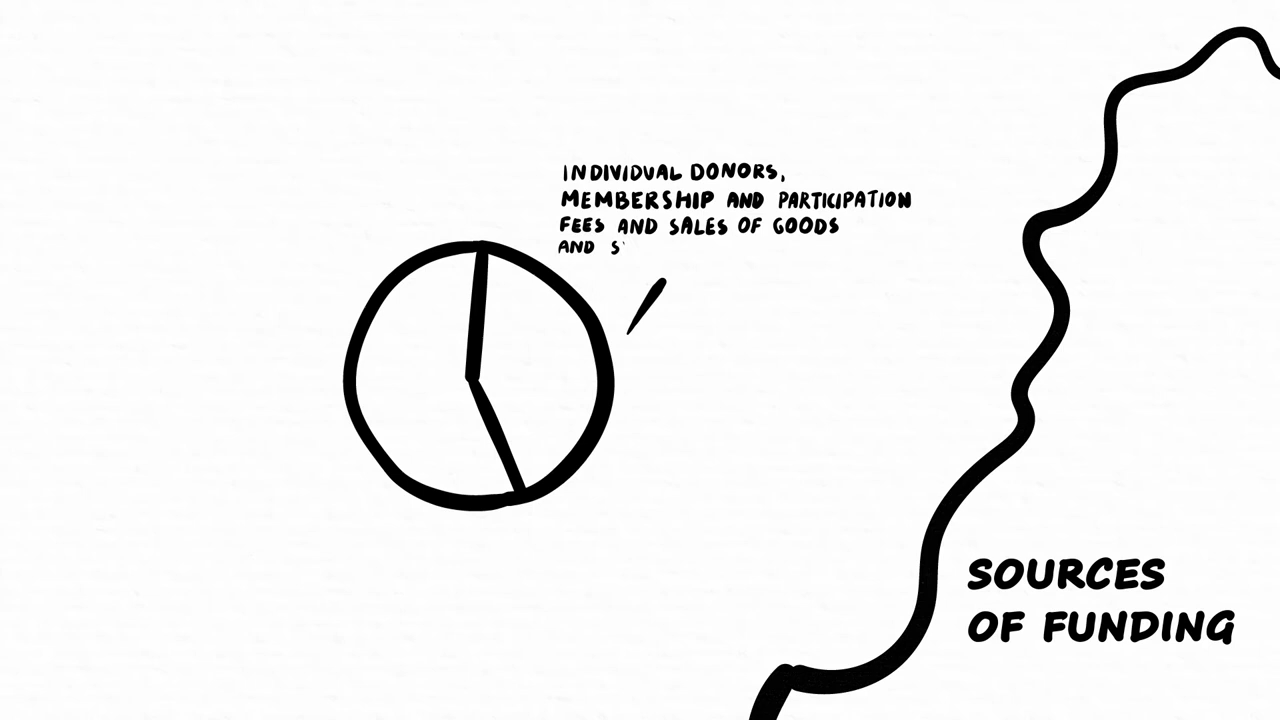 INDIVIDUAL DONORS,
MEMBERSHIP AND PARTICIPATION
FEES AND SALES OF GOODS
AND S
SOURCES
OF FUNDING